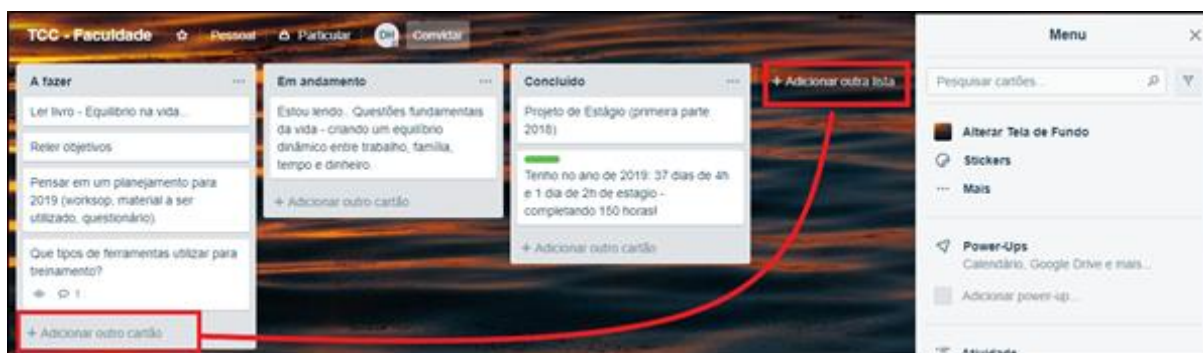 TCC - Faculdade
Pessoal
Particular
DH
Convidar
A fazer
Ler livro - Equilíbrio na vida...
Reler objetivos
Pensar em um planejamento para
2019 (worksop, material a ser
utilizado, questionário)
Que tipos de ferramentas utilizar para
treinamento?
1
+ Adicionar outro cartão
Em andamento
Estou lendo.. Questões fundamentais
da vida - criando um equilíbrio
dinâmico entre trabalho, família,
tempo e dinheiro
+ Adicionar outro cartão
Concluído
Projeto de Estágio (primeira parte
2018)
Tenho no ano de 2019: 37 dias de 4h
e 1 dia de 2h de estagio -
completando 150 horas!
+ Adicionar outro cartão
+ Adicionar outra lista
Menu
Pesquisar cartões...
Alterar Tela de Fundo
Stickers
Mais
Power-Ups
Calendário, Google Drive e mais...
Adicionar power-up...
Atividade